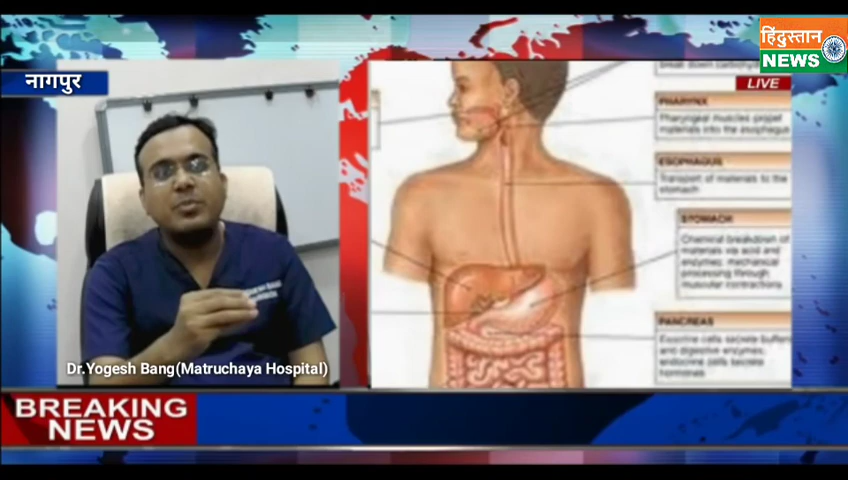 हिंदुस्तान
NEWS
नागपुर
LIVE
break down
PHARYNX
Pharyngeal muscles propel
materials into the esophagus
ESOPHAGUS
Transport of materials to the
stomach
STOMACH
Chemical breakdown of
materials via acid and
enzymes; mechanical
processing through
muscular contractions
PANCREAS
Exocrine cells secrete buffers
and digestive enzymes;
endocrine cells secrete
hormones
Dr.Yogesh Bang(Matruchaya Hospital)
BREAKING
NEWS